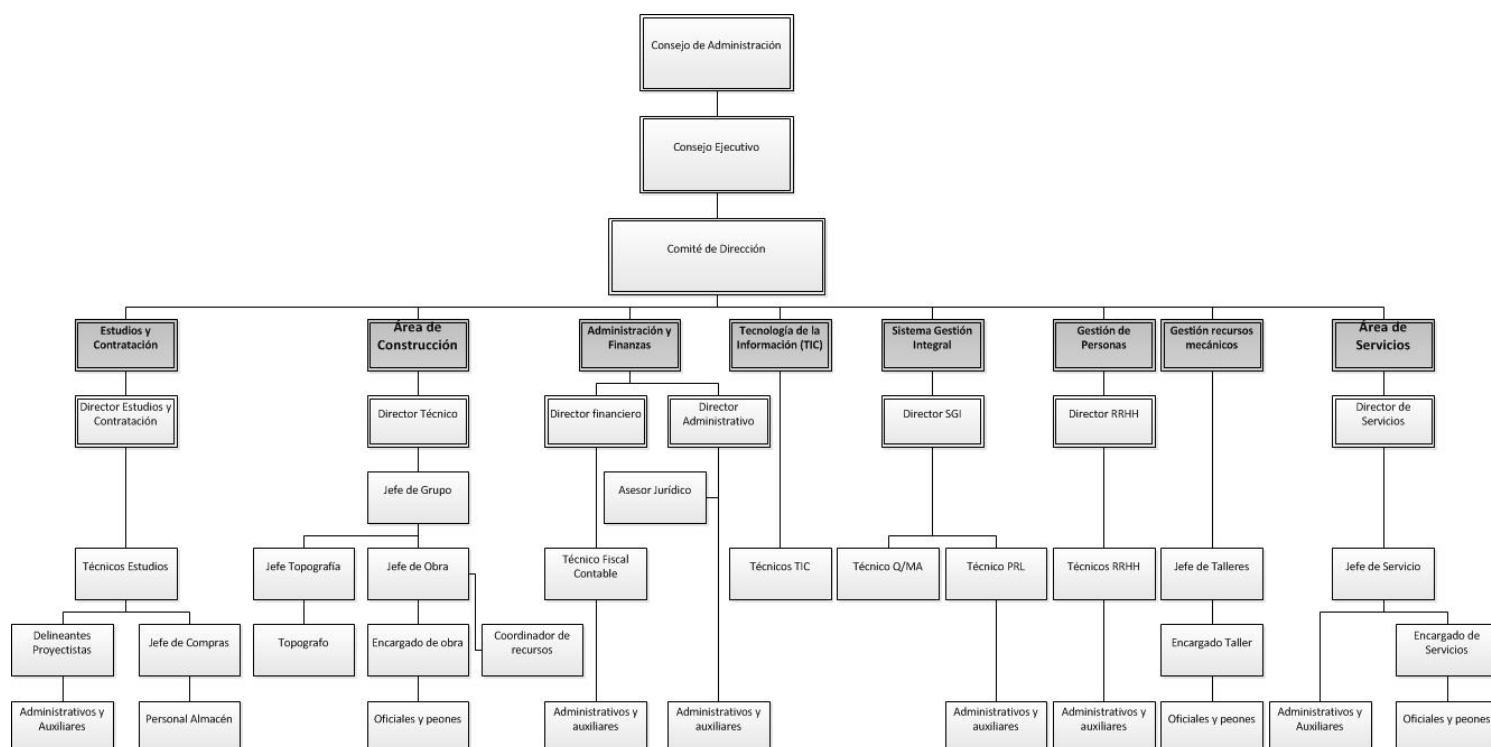 Consejo de Administración
Consejo Ejecutivo
Comité de Dirección
Estudios y
Contratación
Área de
Construcción
Administración y
Finanzas
Tecnología de la
Información (TIC)
Sistema Gestión
Integral
Gestión de
Personas
Gestión recursos
mecánicos
Área de
Servicios
Director Estudios y
Contratación
Director Técnico
Director financiero
Director
Administrativo
Director SGI
Director RRHH
Director de
Servicios
Jefe de Grupo
Asesor Jurídico
Técnicos Estudios
Jefe Topografía
Jefe de Obra
Técnico Fiscal
Contable
Técnicos TIC
Técnico Q/MA
Técnico PRL
Técnicos RRHH
Jefe de Talleres
Jefe de Servicio
Delineantes
Proyectistas
Jefe de Compras
Topografo
Encargado de obra
Coordinador de
recursos
Encargado Taller
Encargado de
Servicios
Administrativos y
Auxiliares
Personal Almacén
Oficiales y peones
Administrativos y
auxiliares
Administrativos y
auxiliares
Administrativos y
auxiliares
Administrativos y
auxiliares
Oficiales y peones
Administrativos y
Auxiliares
Oficiales y peones